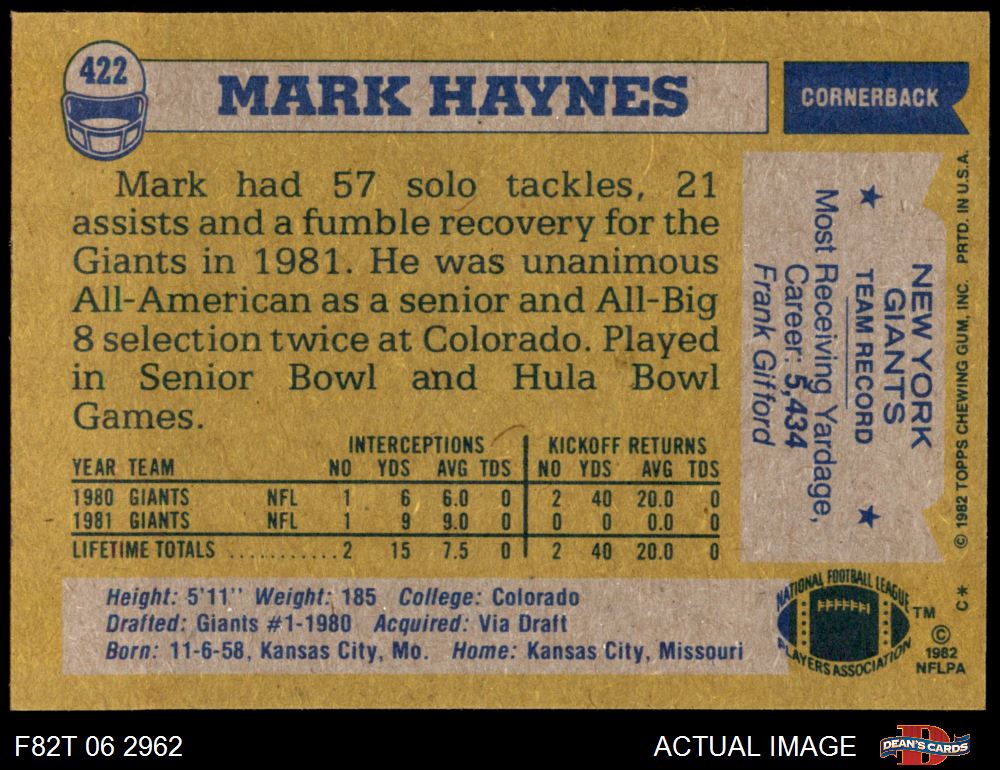 422
MARK HAYNES
CORNERBACK
Mark had 57 solo tackles, 21
assists and a fumble recovery for the
Giants in 1981. He was unanimous
All-American as a senior and All-Big
8 selection twice at Colorado. Played
in Senior Bowl and Hula Bowl
Games.
INTERCEPTIONS KICKOFF RETURNS
YEAR TEAM NO YDS AVG TDS NO YDS AVG TDS
1980 GIANTS NFL 1 6 6.0 0 2 40 20.0 0
1981 GIANTS NFL 1 9 9.0 0 0 0 0.0 0
LIFETIME TOTALS ........... 2 15 7.5 0 2 40 20.0 0
Height: 5'11" Weight: 185 College: Colorado
Drafted: Giants #1-1980 Acquired: Via Draft
Born: 11-6-58, Kansas City, Mo. Home: Kansas City, Missouri
NEW YORK
GIANTS
TEAM RECORD
Most Receiving Yardage,
Career: 5,434
Frank Gifford
© 1982 TOPPS CHEWING GUM, INC. PRTD. IN U.S.A.
NATIONAL FOOTBALL LEAGUE
PLAYERS ASSOCIATION
TM
©
1982
NFLPA
C*
F82T 06 2962
ACTUAL IMAGE
D
DEAN'S CARDS